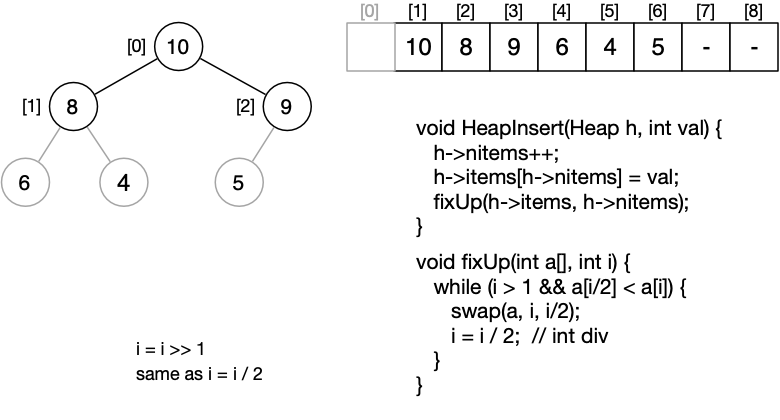 [0] 10
[1] 8
[2] 9
6
4
5
[0] [1] [2] [3] [4] [5] [6] [7] [8]
10 8 9 6 4 5 - -
void HeapInsert(Heap h, int val) {
h->nitems++;
h->items[h->nitems] = val;
fixUp(h->items, h->nitems);
}
void fixUp(int a[], int i) {
while (i > 1 && a[i/2] < a[i]) {
swap(a, i, i/2);
i = i / 2;  // int div
}
}
i = i >> 1
same as i = i / 2